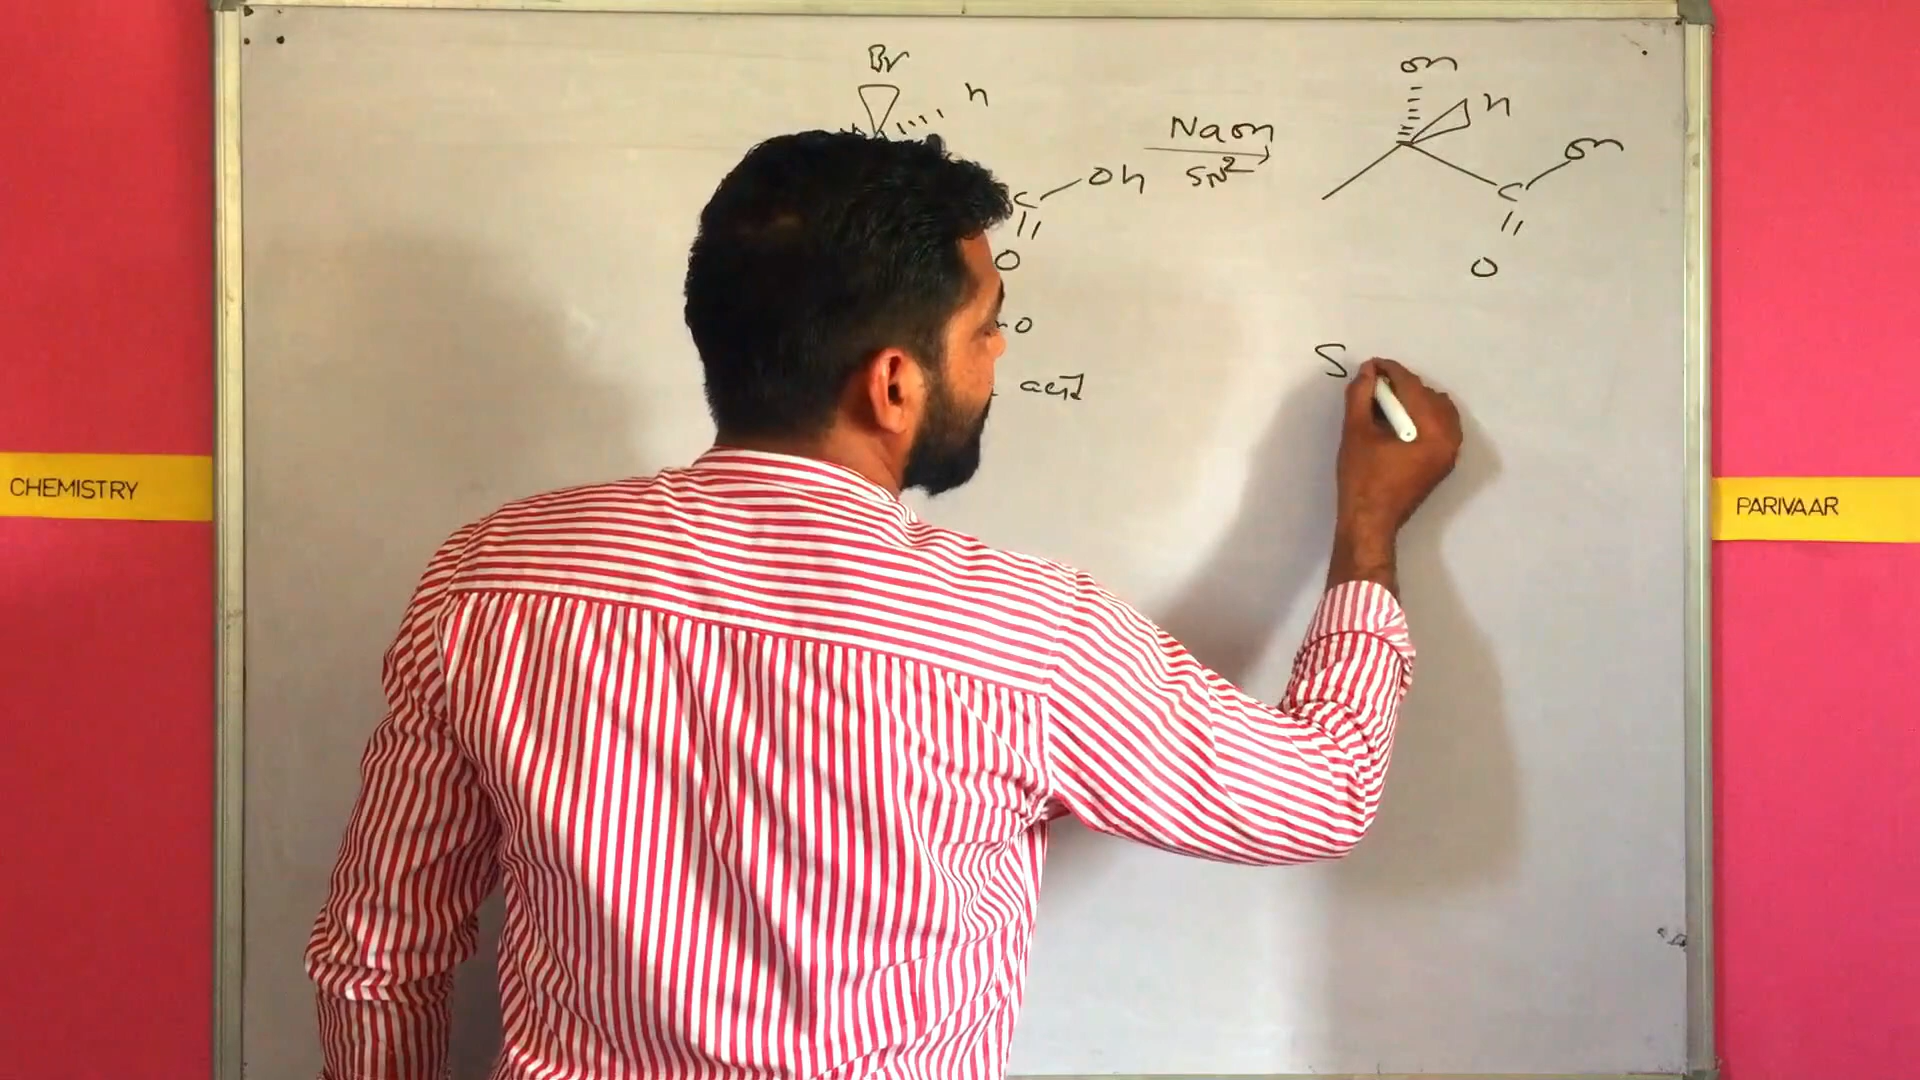 Br
H
C
OH
O
NaOH
SN2
OH
H
C
OH
O
acid
S
CHEMISTRY
PARIVAAR